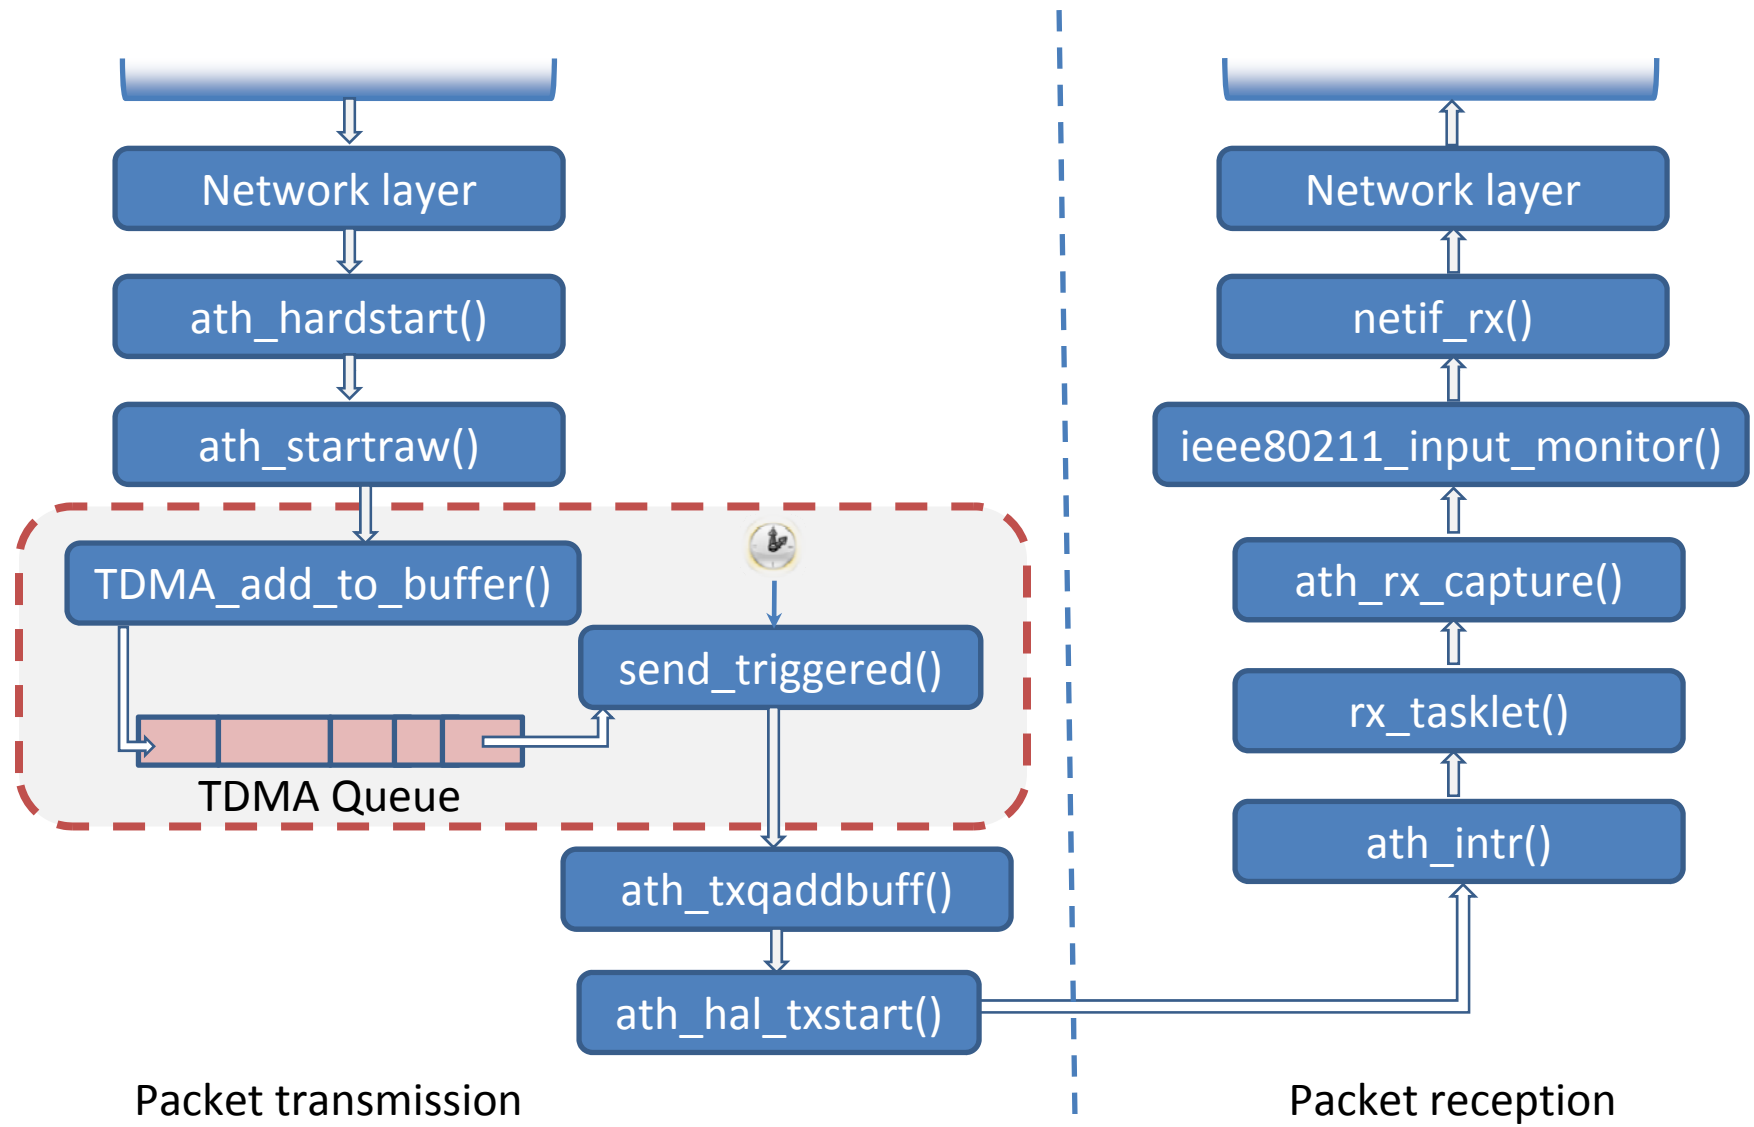 Network layer
ath_hardstart()
ath_startraw()
TDMA_add_to_buffer()
send_triggered()
TDMA Queue
ath_txqaddbuff()
ath_hal_txstart()
Packet transmission
Network layer
netif_rx()
ieee80211_input_monitor()
ath_rx_capture()
rx_tasklet()
ath_intr()
Packet reception